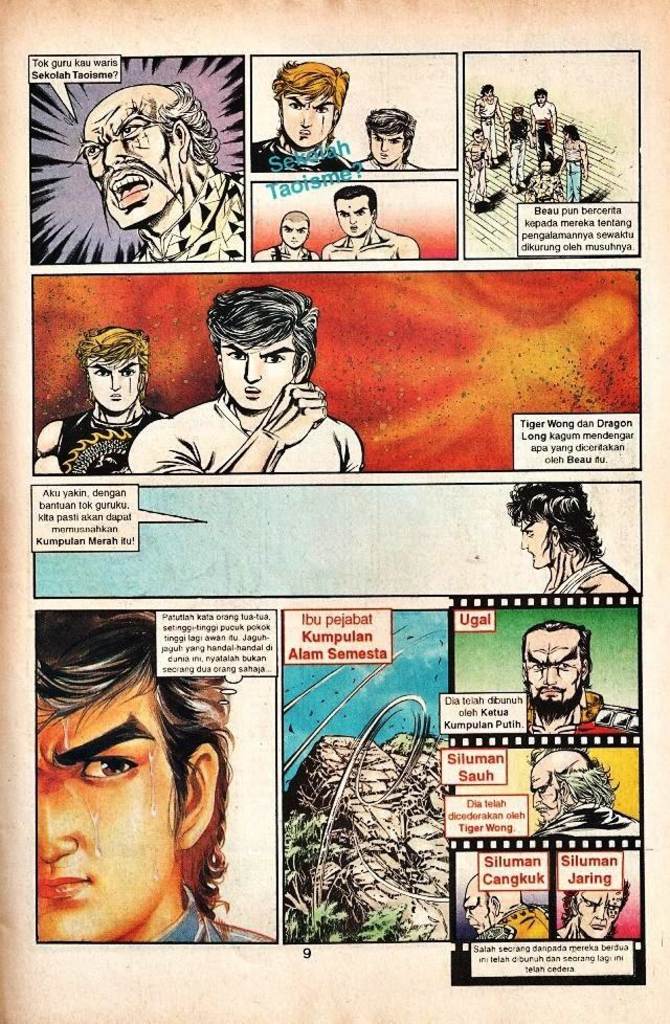 Tok guru kau waris
Sekolah Taoisme?
Sekolah
Taoisme?
Beau pun bercerita
kepada mereka tentang
pengalamannya sewaktu
dikurung oleh musuhnya.
Tiger Wong dan Dragon
Long kagum mendengar
apa yang diceritakan
oleh Beau itu.
Aku yakin, dengan
bantuan tok guruku,
kita pasti akan dapat
memusnahkan
Kumpulan Merah itu!
Patutlah kata orang tua-tua,
setinggi-tinggi pucuk pokok
tinggi lagi awan itu. Jaguh-
jaguh yang handal-handal di
dunia ini, nyatalah bukan
seorang dua orang sahaja...
Ibu pejabat
Kumpulan
Alam Semesta
Ugal
Dia telah dibunuh
oleh Ketua
Kumpulan Putih.
Siluman
Sauh
Dia telah
dicederakan oleh
Tiger Wong.
Siluman
Cangkuk
Siluman
Jaring
Salah seorang daripada mereka berdua
ini telah dibunuh dan seorang lagi ini
telah cedera.
9